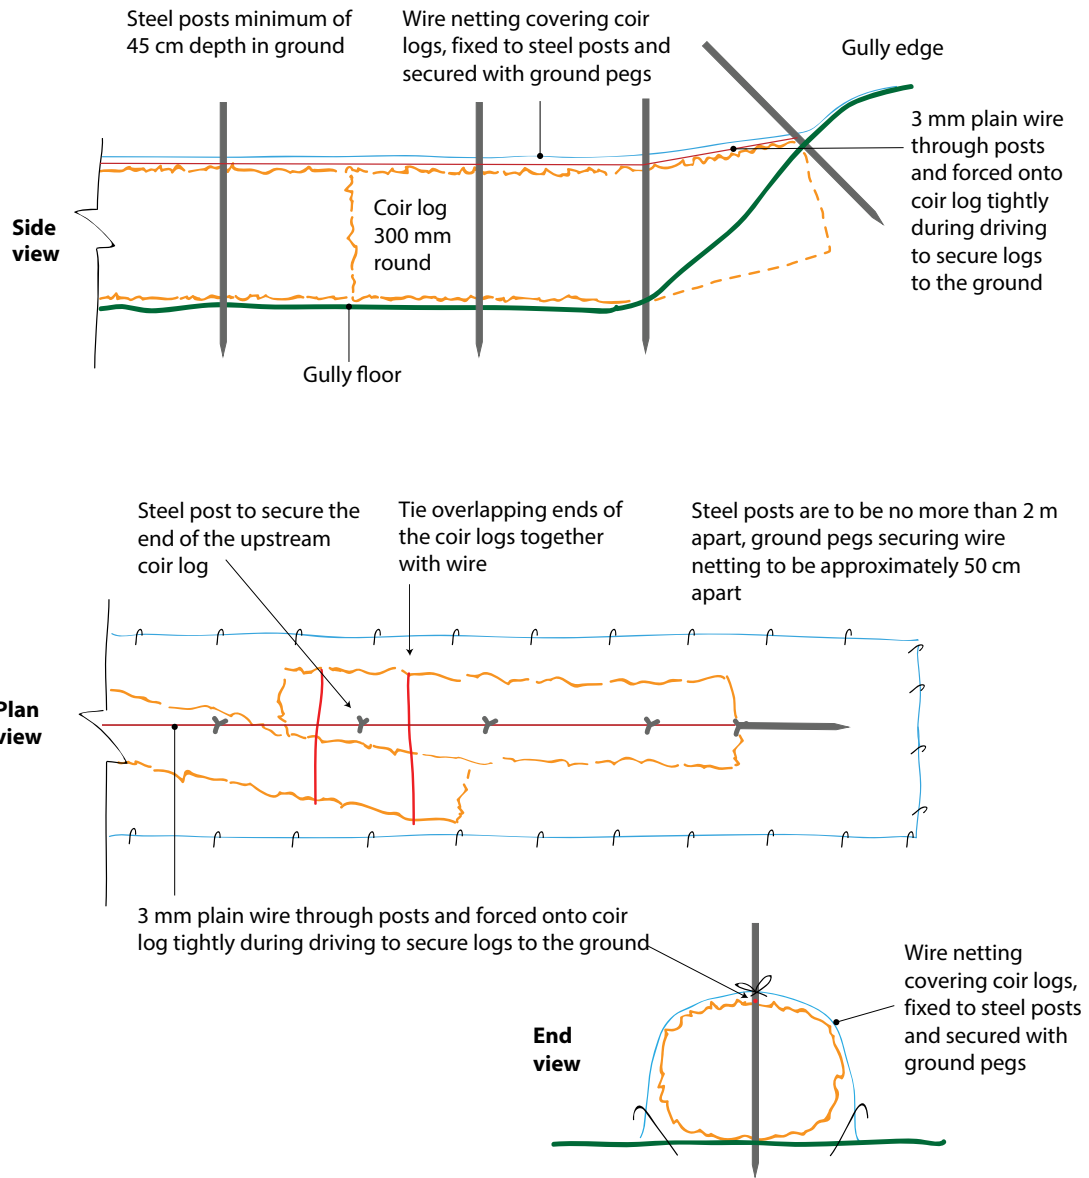 Steel posts minimum of
45 cm depth in ground
Wire netting covering coir
logs, fixed to steel posts and
secured with ground pegs
Gully edge
3 mm plain wire
through posts
and forced onto
coir log tightly
during driving
to secure logs
to the ground
Side
view
Coir log
300 mm
round
Gully floor
Steel post to secure the
end of the upstream
coir log
Tie overlapping ends of
the coir logs together
with wire
Steel posts are to be no more than 2 m
apart, ground pegs securing wire
netting to be approximately 50 cm
apart
Plan
view
3 mm plain wire through posts and forced onto coir
log tightly during driving to secure logs to the ground
End
view
Wire netting
covering coir logs,
fixed to steel posts
and secured with
ground pegs